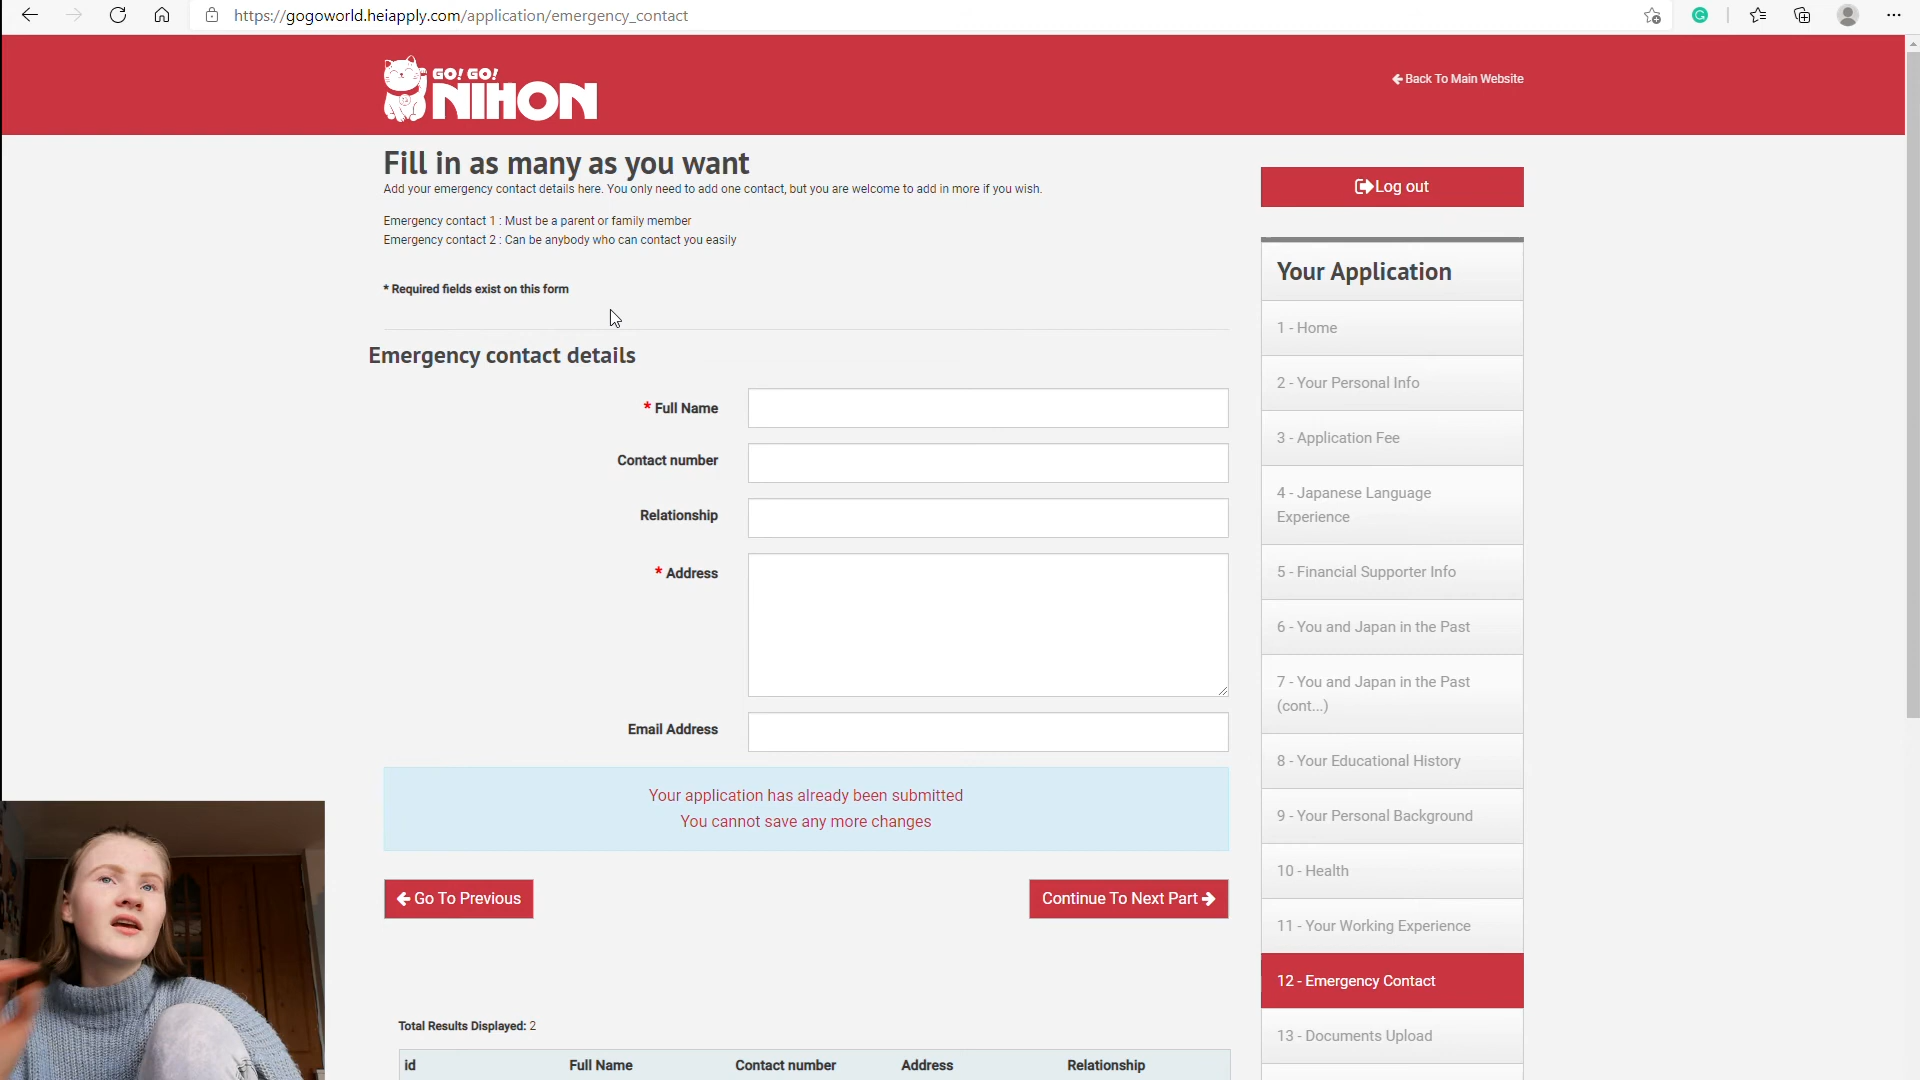 https://gogoworld.heiapply.com/application/emergency_contact
GO! GO!
NIHON
Back To Main Website
Fill in as many as you want
Add your emergency contact details here. You only need to add one contact, but you are welcome to add in more if you wish.
Emergency contact 1 : Must be a parent or family member
Emergency contact 2 : Can be anybody who can contact you easily
* Required fields exist on this form
Emergency contact details
* Full Name
Contact number
Relationship
* Address
Email Address
Your application has already been submitted
You cannot save any more changes
Go To Previous
Continue To Next Part
Total Results Displayed: 2
id Full Name Contact number Address Relationship
Log out
Your Application
1 - Home
2 - Your Personal Info
3 - Application Fee
4 - Japanese Language
Experience
5 - Financial Supporter Info
6 - You and Japan in the Past
7 - You and Japan in the Past
(cont...)
8 - Your Educational History
9 - Your Personal Background
10 - Health
11 - Your Working Experience
12 - Emergency Contact
13 - Documents Upload